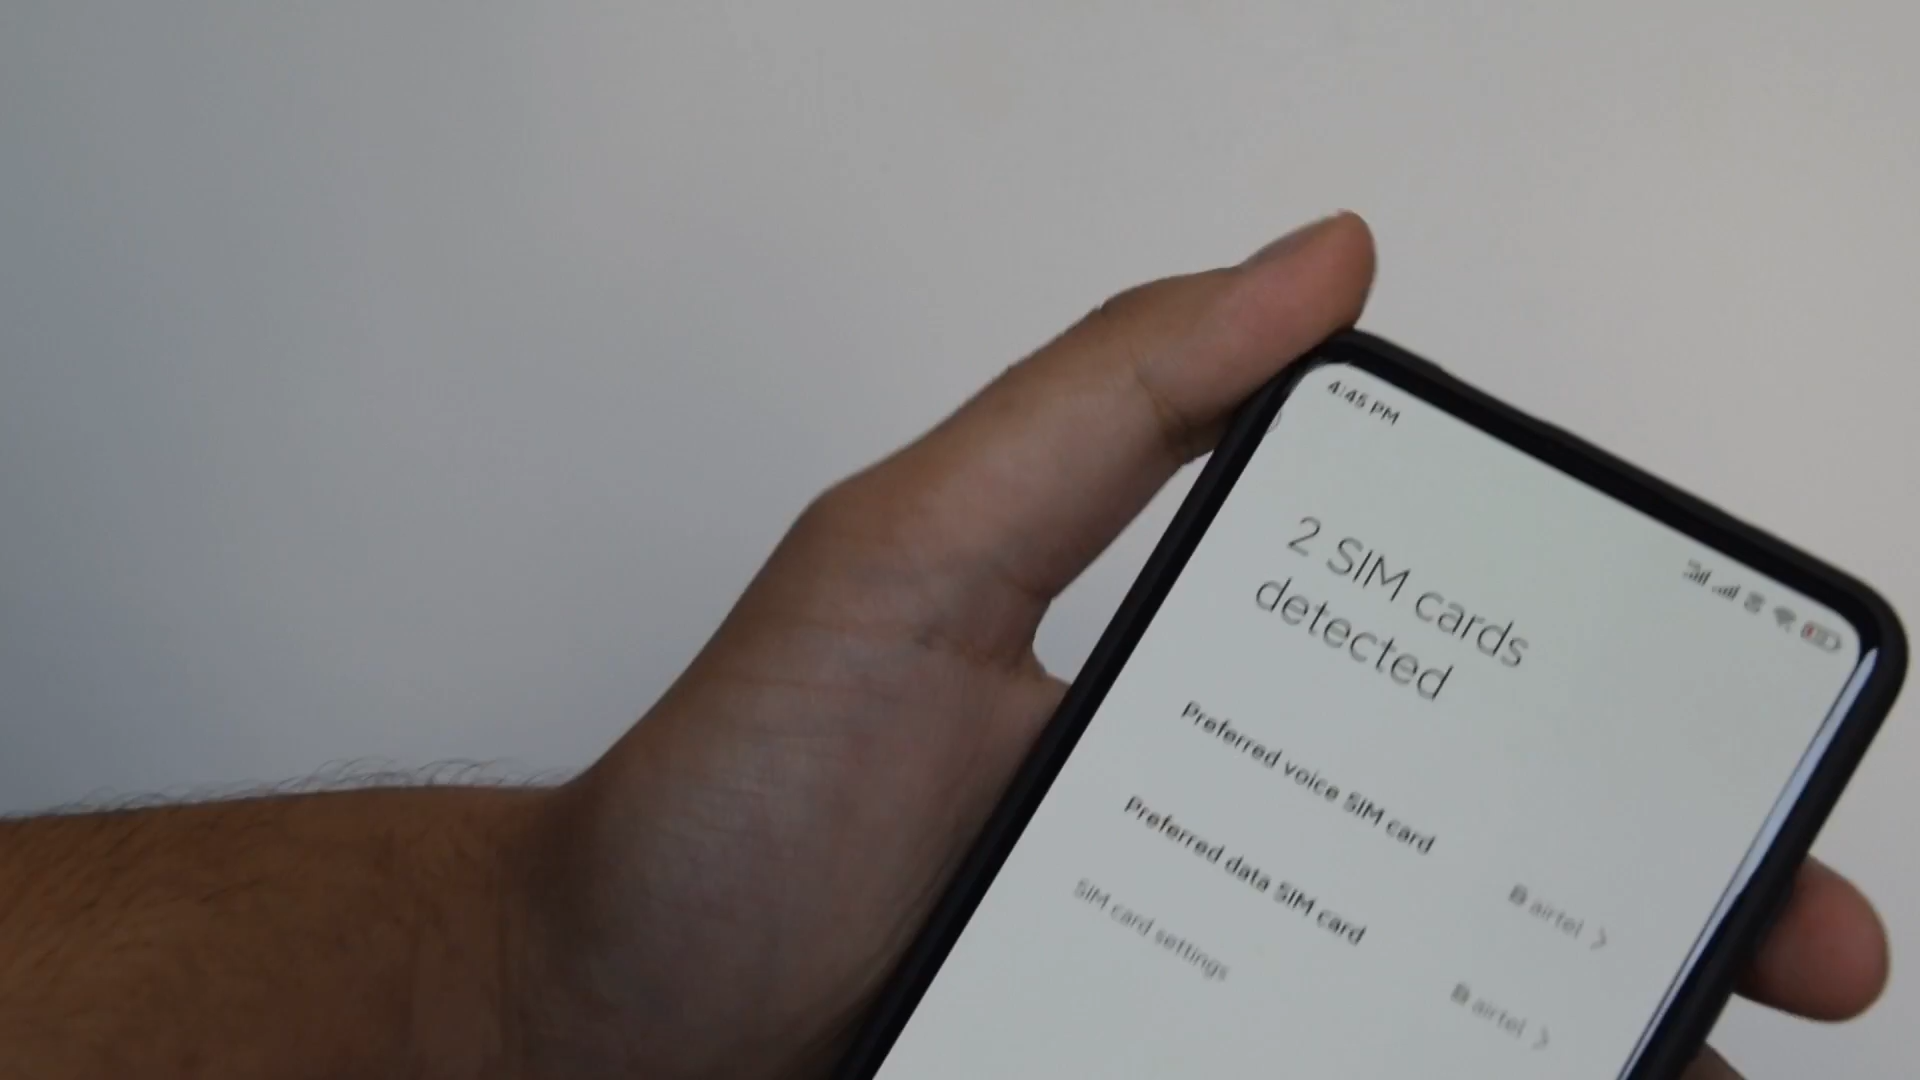 4:45 PM
2 SIM cards
detected
Preferred voice SIM card
airtel
Preferred data SIM card
airtel
SIM card settings